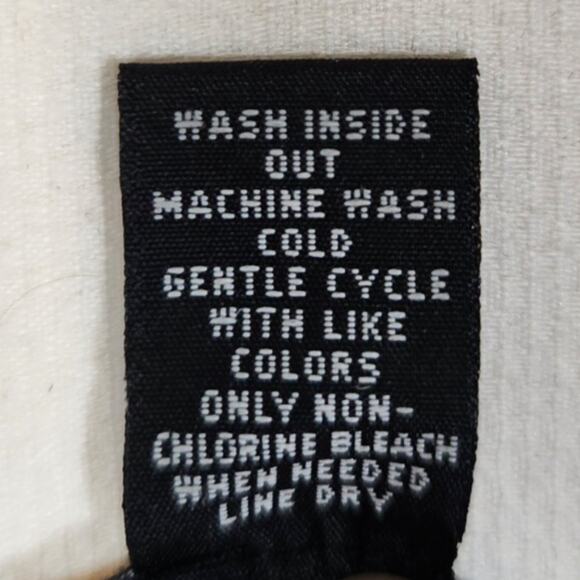 WASH INSIDE
OUT
MACHINE WASH
COLD
GENTLE CYCLE
WITH LIKE
COLORS
ONLY NON-
CHLORINE BLEACH
WHEN NEEDED
LINE DRY